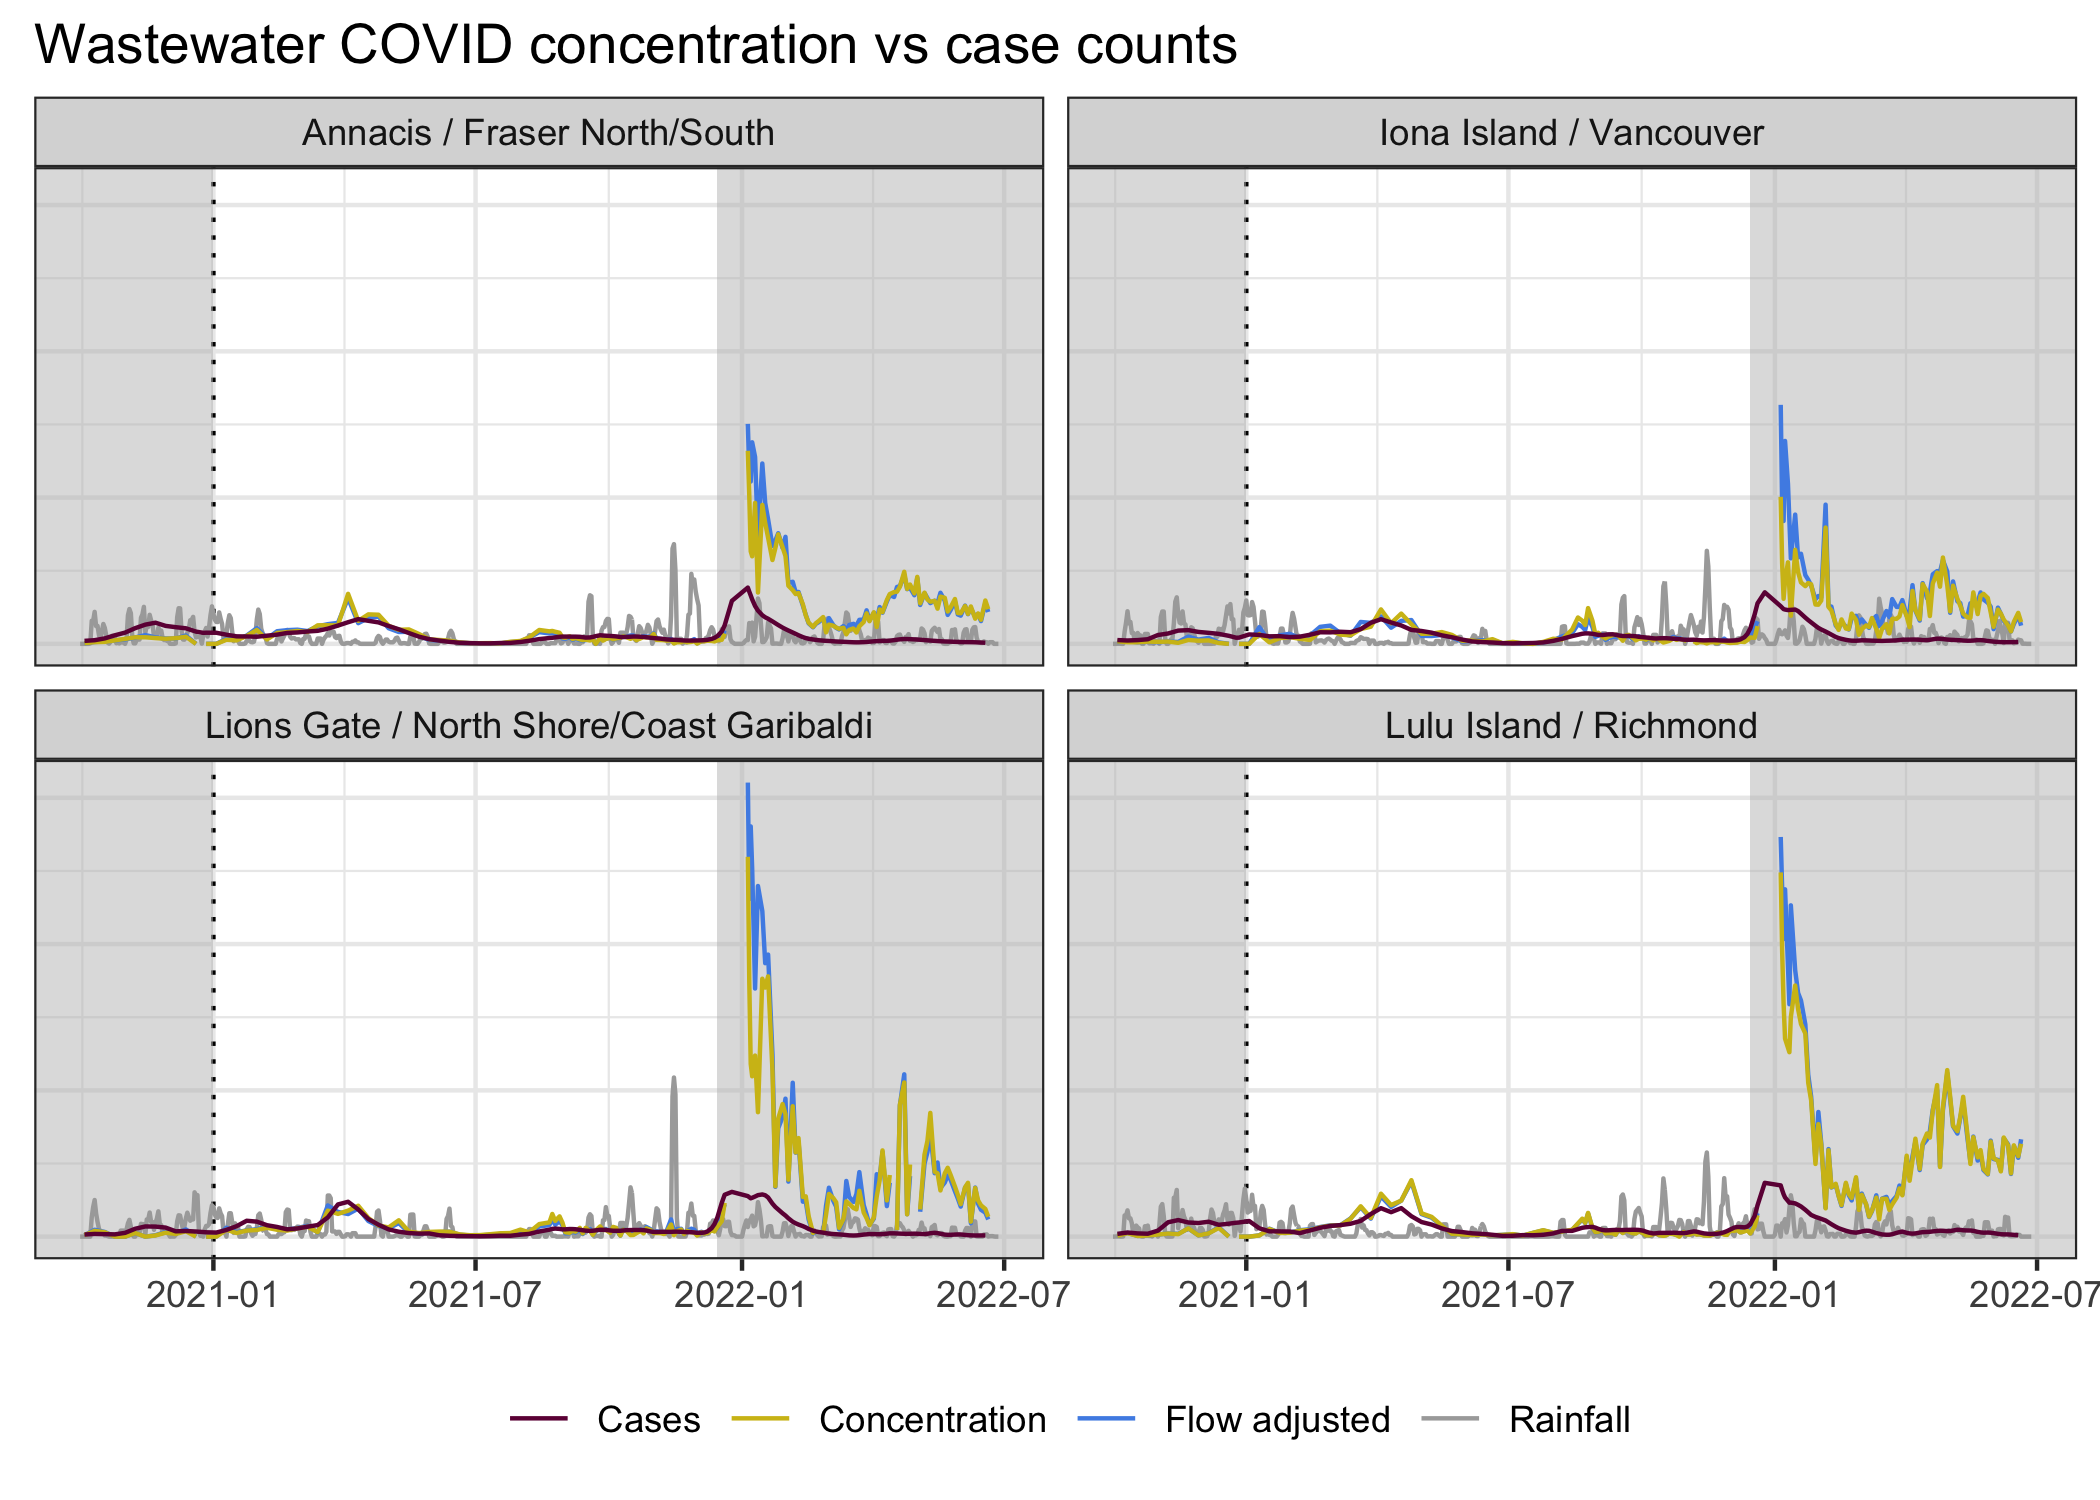 Wastewater COVID concentration vs case counts
Annacis / Fraser North/South
Iona Island / Vancouver
Lions Gate / North Shore/Coast Garibaldi
Lulu Island / Richmond
2021-01 2021-07 2022-01 2022-07 2021-01 2021-07 2022-01 2022-07
Cases Concentration Flow adjusted Rainfall